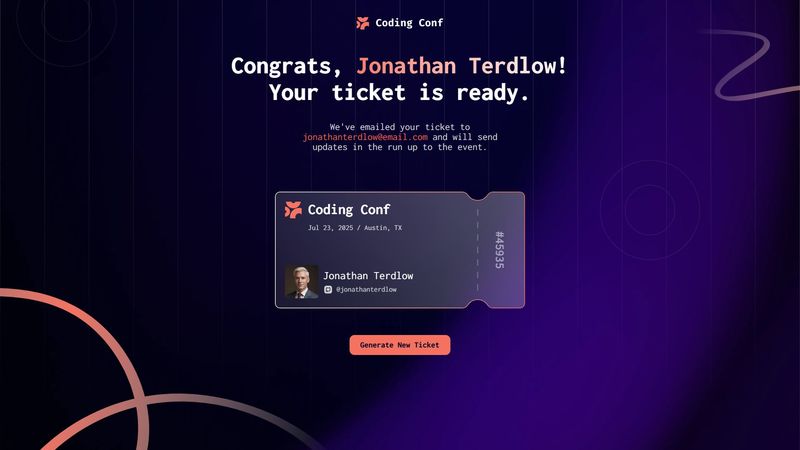 Coding Conf
Congrats, Jonathan Terdlow!
Your ticket is ready.
We've emailed your ticket to
jonathanterdlow@email.com and will send
updates in the run up to the event.
Coding Conf
Jul 23, 2025 / Austin, TX
#45935
Jonathan Terdlow
@jonathanterdlow
Generate New Ticket